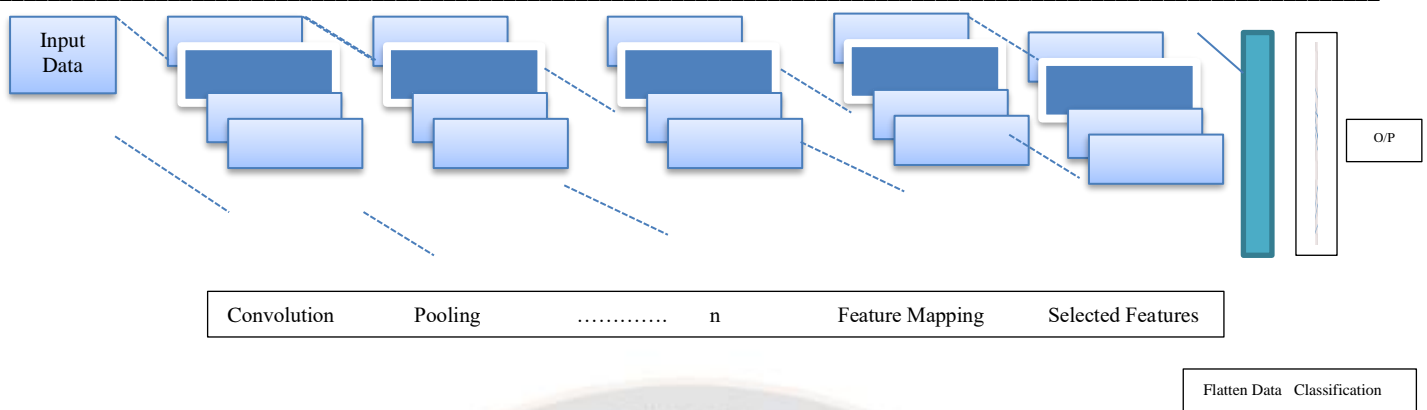 Input
Data
O/P
Convolution Pooling …………. n Feature Mapping Selected Features
Flatten Data Classification